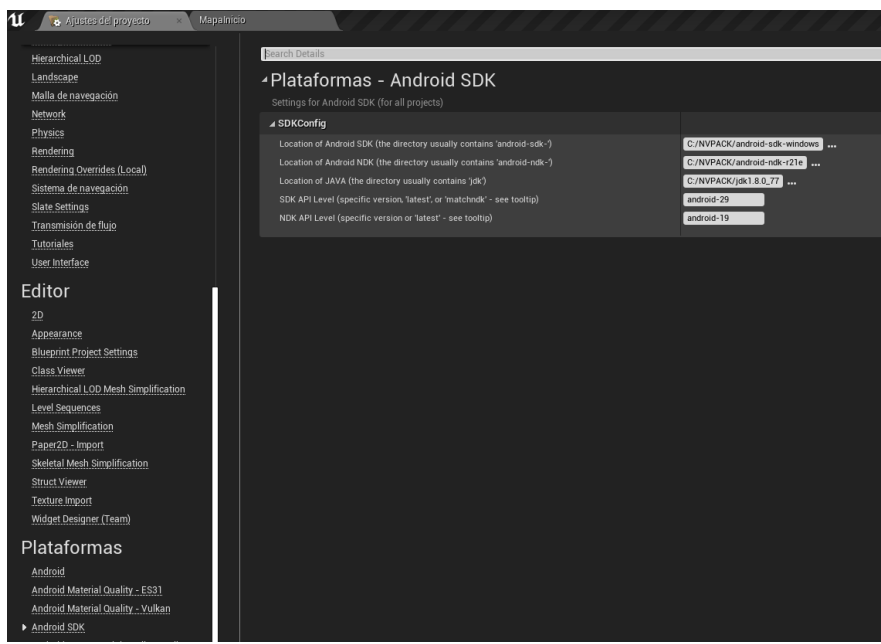 Ajustes del proyecto
MapaInicio
Hierarchical LOD
Landscape
Malla de navegación
Network
Physics
Rendering
Rendering Overrides (Local)
Sistema de navegación
Slate Settings
Transmisión de flujo
Tutoriales
User Interface
Editor
2D
Appearance
Blueprint Project Settings
Class Viewer
Hierarchical LOD Mesh Simplification
Level Sequences
Mesh Simplification
Paper2D - Import
Skeletal Mesh Simplification
Struct Viewer
Texture Import
Widget Designer (Team)
Plataformas
Android
Android Material Quality - ES31
Android Material Quality - Vulkan
Android SDK
Search Details
Plataformas - Android SDK
Settings for Android SDK (for all projects)
SDKConfig
Location of Android SDK (the directory usually contains 'android-sdk-') C:/NVPACK/android-sdk-windows ...
Location of Android NDK (the directory usually contains 'android-ndk-') C:/NVPACK/android-ndk-r21e ...
Location of JAVA (the directory usually contains 'jdk') C:/NVPACK/jdk1.8.0_77 ...
SDK API Level (specific version, 'latest', or 'matchndk' - see tooltip) android-29
NDK API Level (specific version or 'latest' - see tooltip) android-19